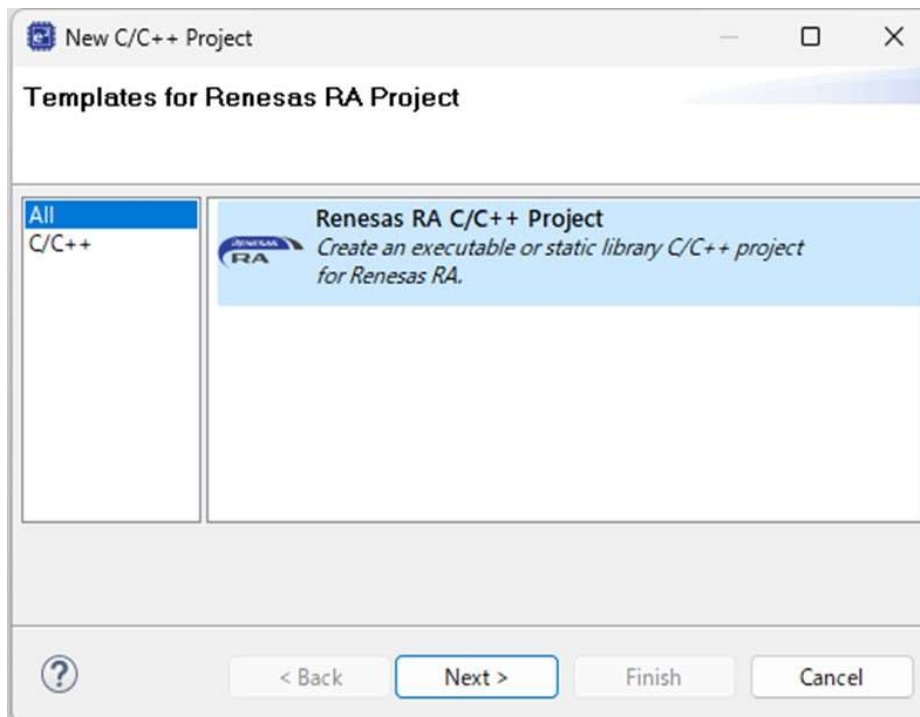 New C/C++ Project
Templates for Renesas RA Project
All
C/C++
Renesas RA C/C++ Project
Create an executable or static library C/C++ project
for Renesas RA.
RENESAS
RA
?
< Back
Next >
Finish
Cancel